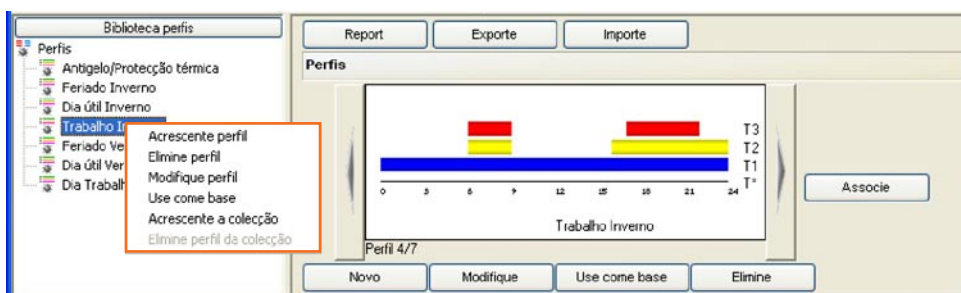 Biblioteca perfis
Perfis
Antigelo/Protecção térmica
Feriado Inverno
Dia útil Inverno
Trabalho In
Feriado Ve
Dia útil Ver
Dia Trabalh
Acrescente perfil
Elimine perfil
Modifique perfil
Use come base
Acrescente a colecção
Elimine perfil da colecção
Report Exporte Importe
Perfis
T3
T2
T1
T*
0 3 6 9 12 15 18 21 24
Trabalho Inverno
Perfil 4/7
Associe
Novo Modifique Use come base Elimine